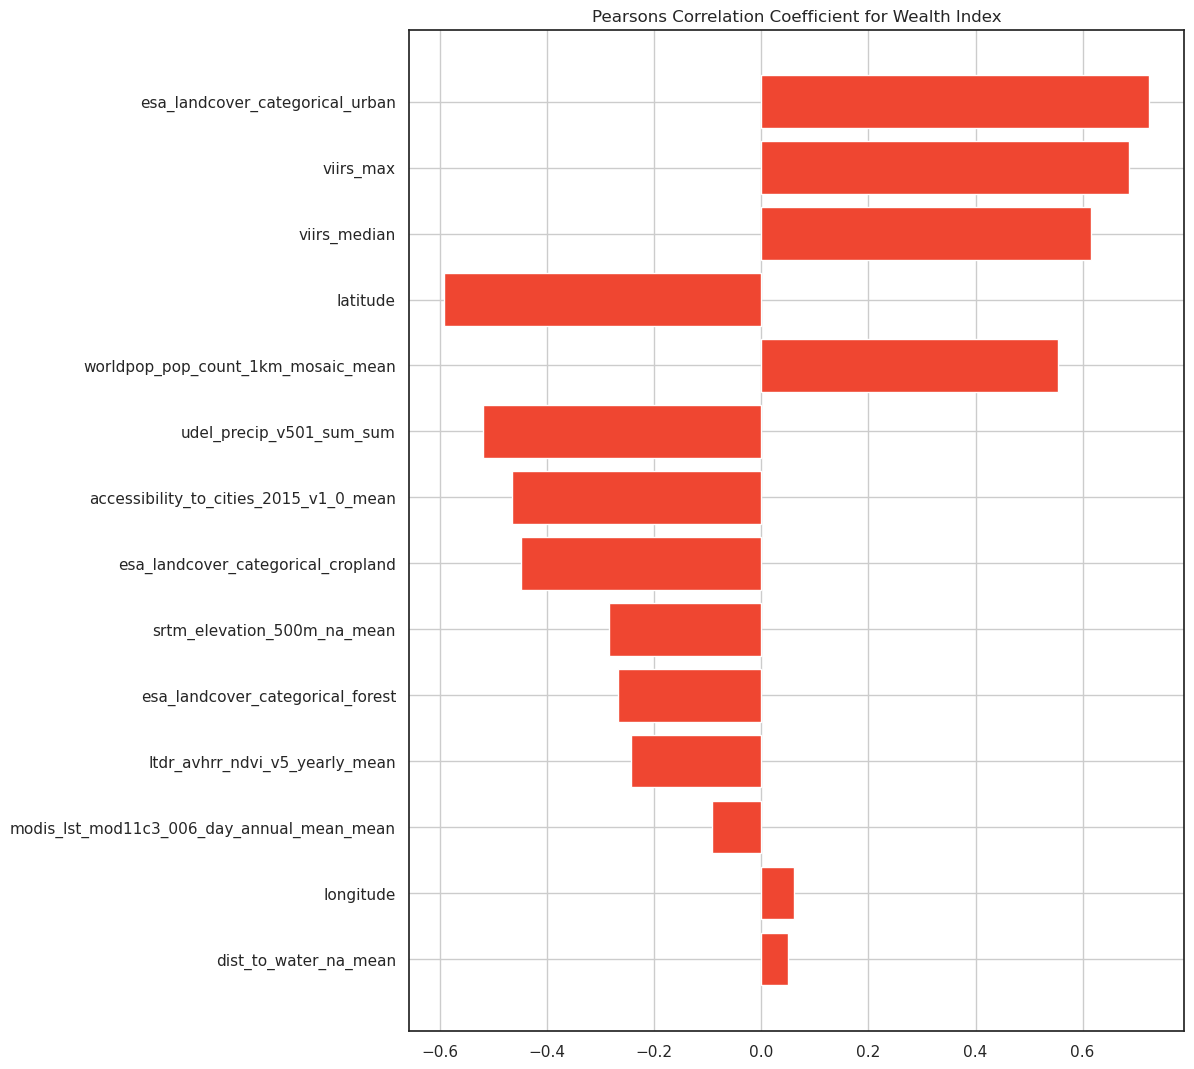 Pearsons Correlation Coefficient for Wealth Index
esa_landcover_categorical_urban
viirs_max
viirs_median
latitude
worldpop_pop_count_1km_mosaic_mean
udel_precip_v501_sum_sum
accessibility_to_cities_2015_v1_0_mean
esa_landcover_categorical_cropland
srtm_elevation_500m_na_mean
esa_landcover_categorical_forest
ltdr_avhrr_ndvi_v5_yearly_mean
modis_lst_mod11c3_006_day_annual_mean_mean
longitude
dist_to_water_na_mean
−0.6 −0.4 −0.2 0.0 0.2 0.4 0.6